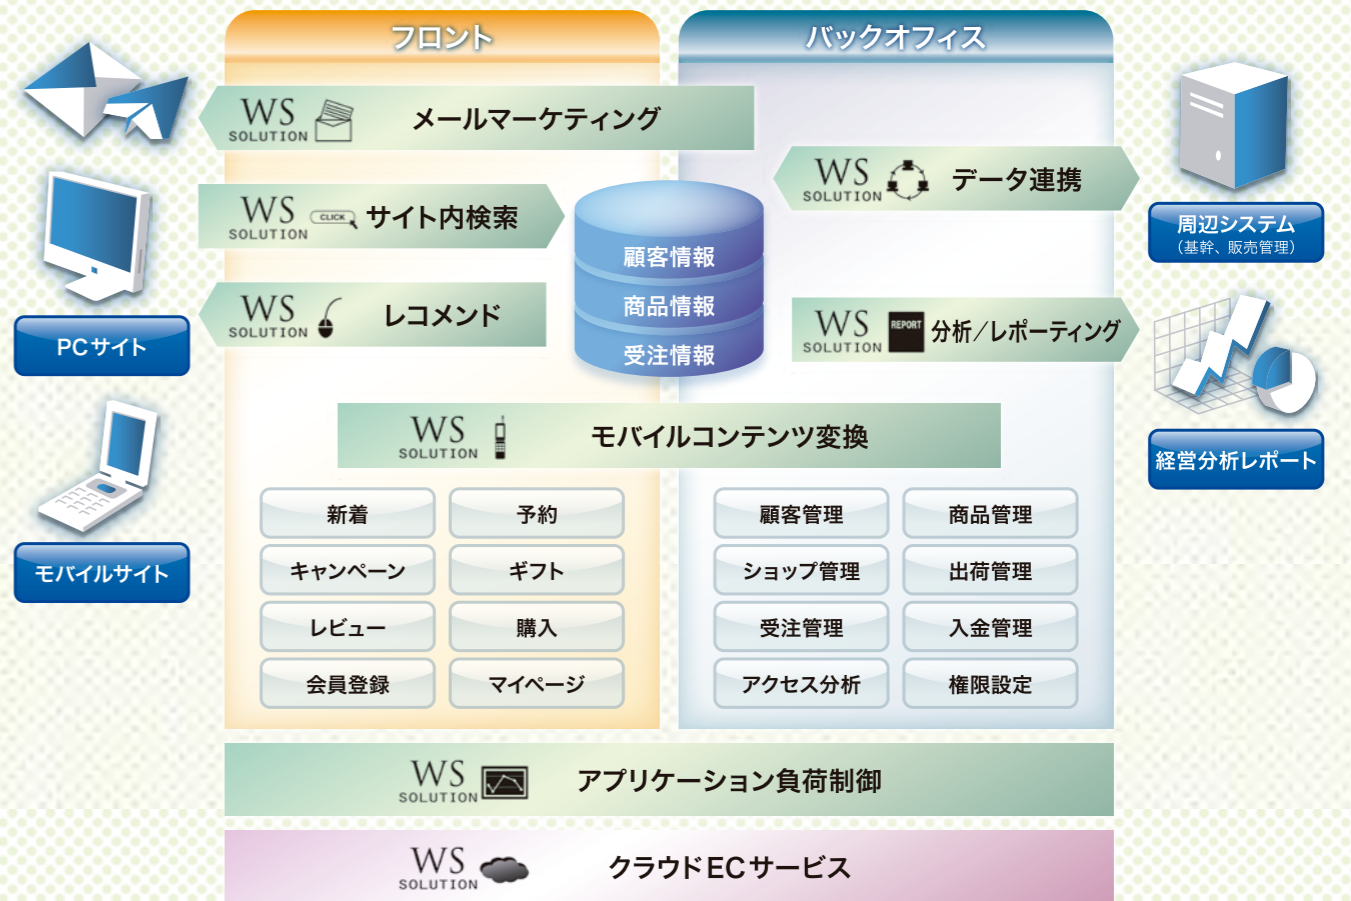 フロント
バックオフィス
WS
SOLUTION
メールマーケティング
WS
SOLUTION
データ連携
WS
SOLUTION
CLICK
サイト内検索
周辺システム
(基幹、販売管理)
顧客情報
商品情報
受注情報
WS
SOLUTION
レコメンド
WS
SOLUTION
REPORT
分析/レポーティング
PCサイト
WS
SOLUTION
モバイルコンテンツ変換
経営分析レポート
新着
予約
顧客管理
商品管理
キャンペーン
ギフト
ショップ管理
出荷管理
モバイルサイト
レビュー
購入
受注管理
入金管理
会員登録
マイページ
アクセス分析
権限設定
WS
SOLUTION
アプリケーション負荷制御
WS
SOLUTION
クラウドECサービス